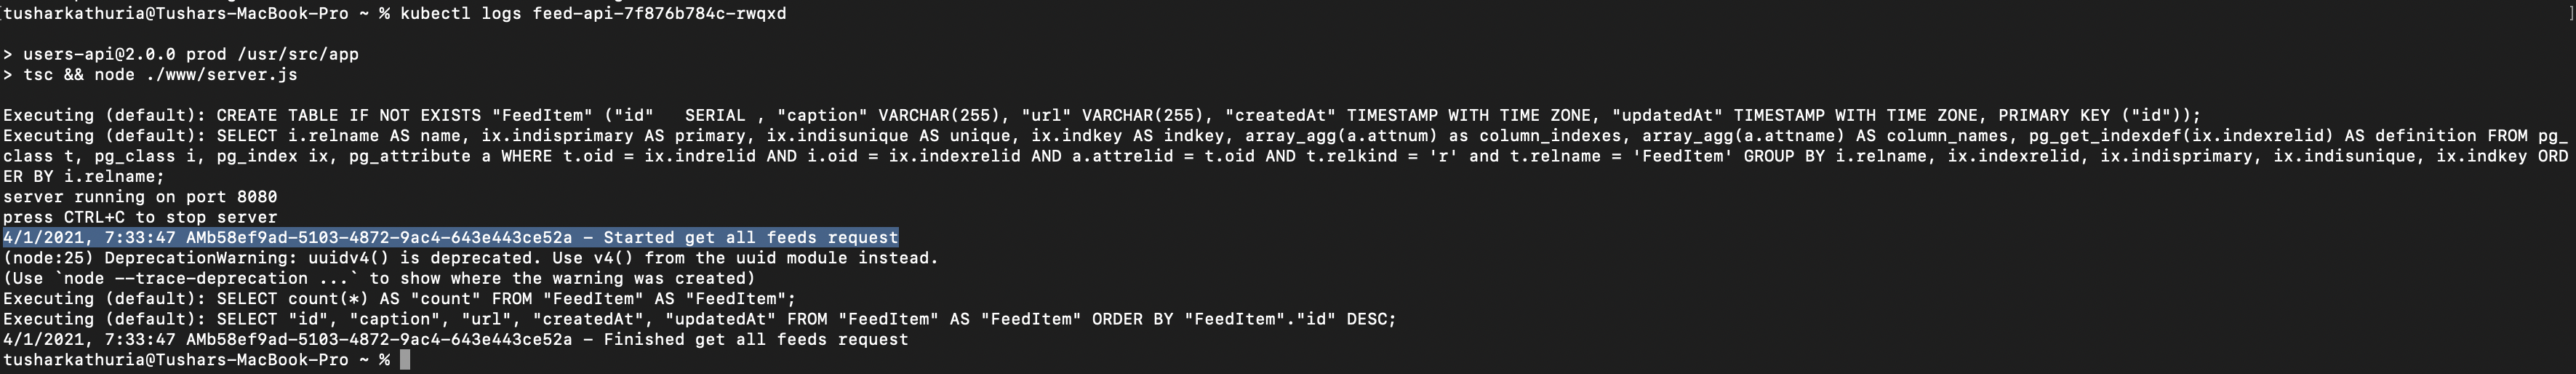 tusharkathuria@Tushars-MacBook-Pro ~ % kubectl logs feed-api-7f876b784c-rwqxd
> users-api@2.0.0 prod /usr/src/app
> tsc && node ./www/server.js
Executing (default): CREATE TABLE IF NOT EXISTS "FeedItem" ("id"   SERIAL , "caption" VARCHAR(255), "url" VARCHAR(255), "createdAt" TIMESTAMP WITH TIME ZONE, "updatedAt" TIMESTAMP WITH TIME ZONE, PRIMARY KEY ("id"));
Executing (default): SELECT i.relname AS name, ix.indisprimary AS primary, ix.indisunique AS unique, ix.indkey AS indkey, array_agg(a.attnum) as column_indexes, array_agg(a.attname) AS column_names, pg_get_indexdef(ix.indexrelid) AS definition FROM pg_
class t, pg_class i, pg_index ix, pg_attribute a WHERE t.oid = ix.indrelid AND i.oid = ix.indexrelid AND a.attrelid = t.oid AND t.relkind = 'r' and t.relname = 'FeedItem' GROUP BY i.relname, ix.indexrelid, ix.indisprimary, ix.indisunique, ix.indkey ORD
ER BY i.relname;
server running on port 8080
press CTRL+C to stop server
4/1/2021, 7:33:47 AMb58ef9ad-5103-4872-9ac4-643e443ce52a - Started get all feeds request
(node:25) DeprecationWarning: uuidv4() is deprecated. Use v4() from the uuid module instead.
(Use `node --trace-deprecation ...` to show where the warning was created)
Executing (default): SELECT count(*) AS "count" FROM "FeedItem" AS "FeedItem";
Executing (default): SELECT "id", "caption", "url", "createdAt", "updatedAt" FROM "FeedItem" AS "FeedItem" ORDER BY "FeedItem"."id" DESC;
4/1/2021, 7:33:47 AMb58ef9ad-5103-4872-9ac4-643e443ce52a - Finished get all feeds request
tusharkathuria@Tushars-MacBook-Pro ~ %